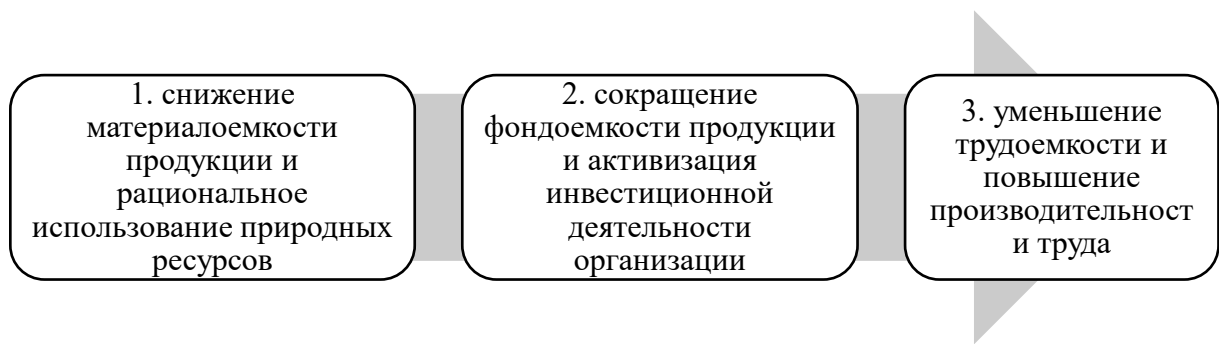 1. снижение
материалоемкости
продукции и
рациональное
использование природных
ресурсов
2. сокращение
фондоемкости продукции
и активизация
инвестиционной
деятельности
организации
3. уменьшение
трудоемкости и
повышение
производительност
и труда